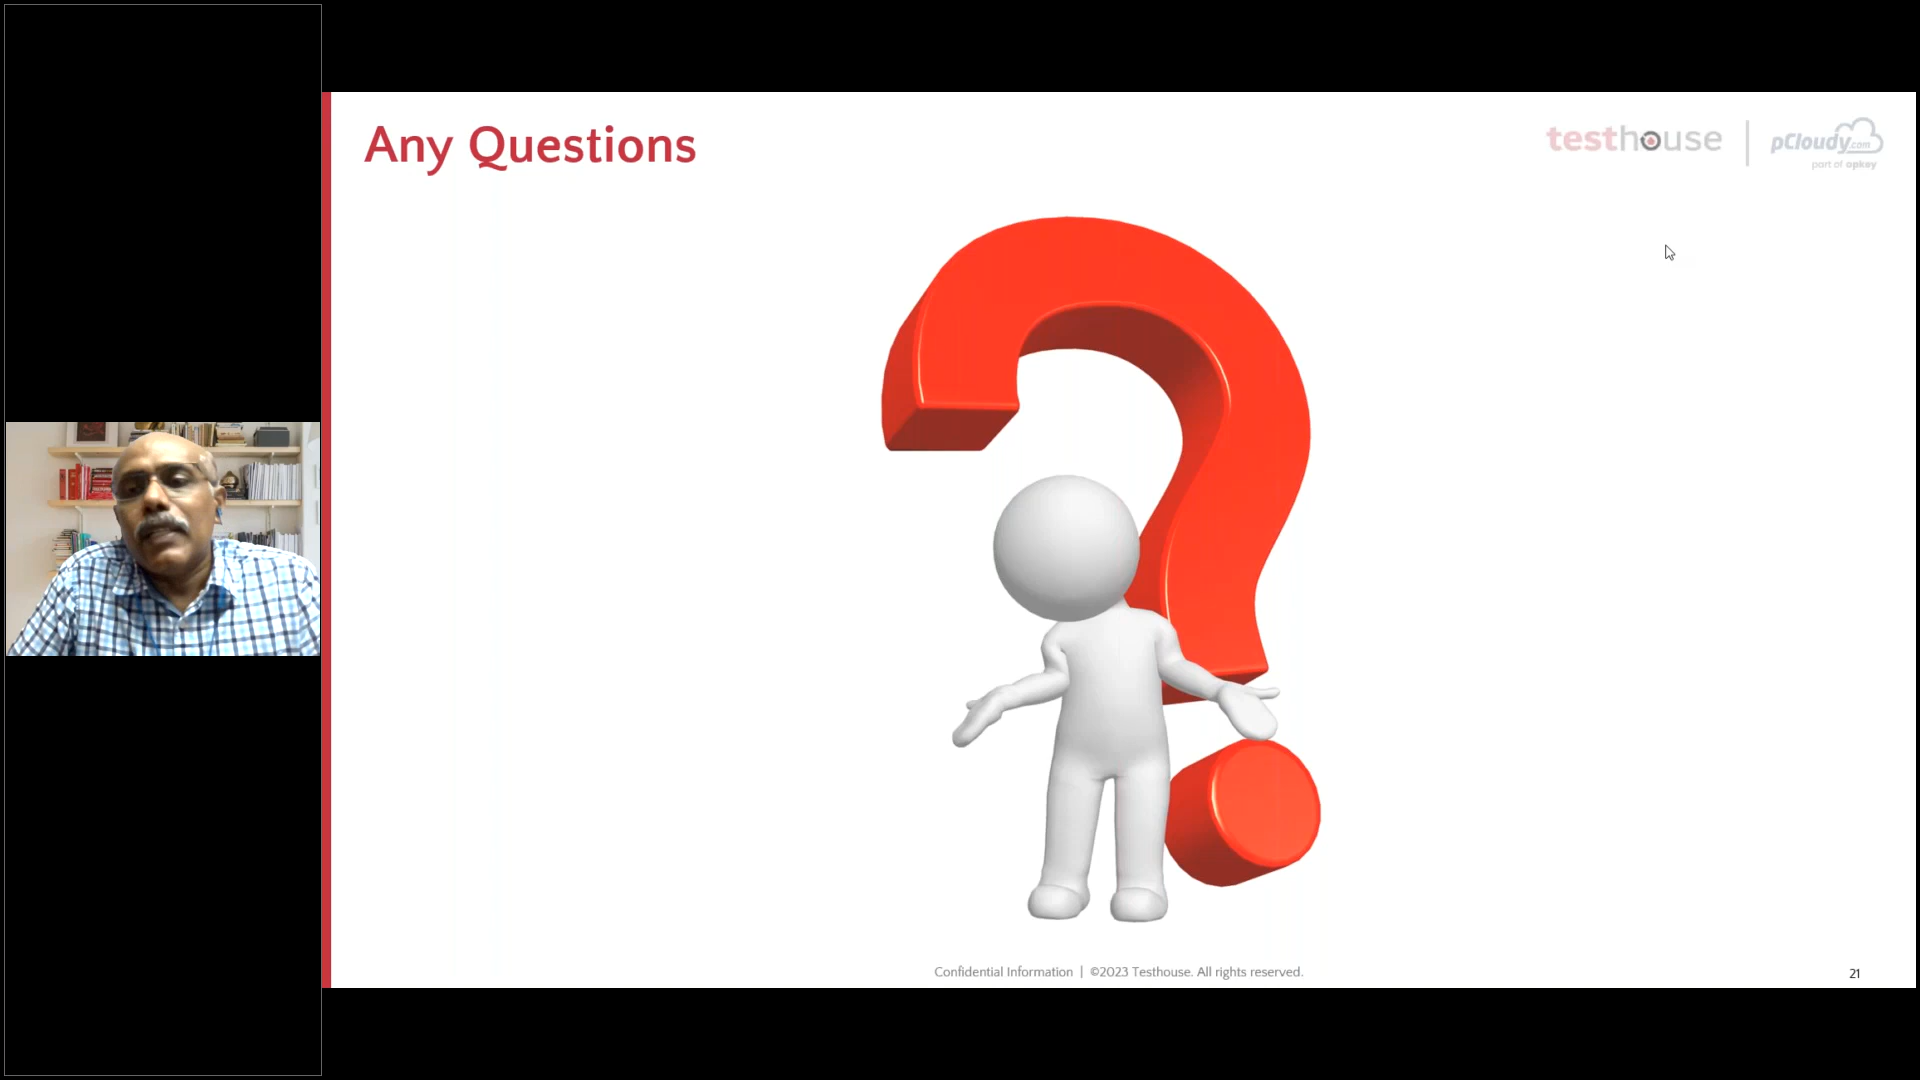 Any Questions
testhouse
pCloudy.com
part of opkey
Confidential Information | ©2023 Testhouse. All rights reserved.
21